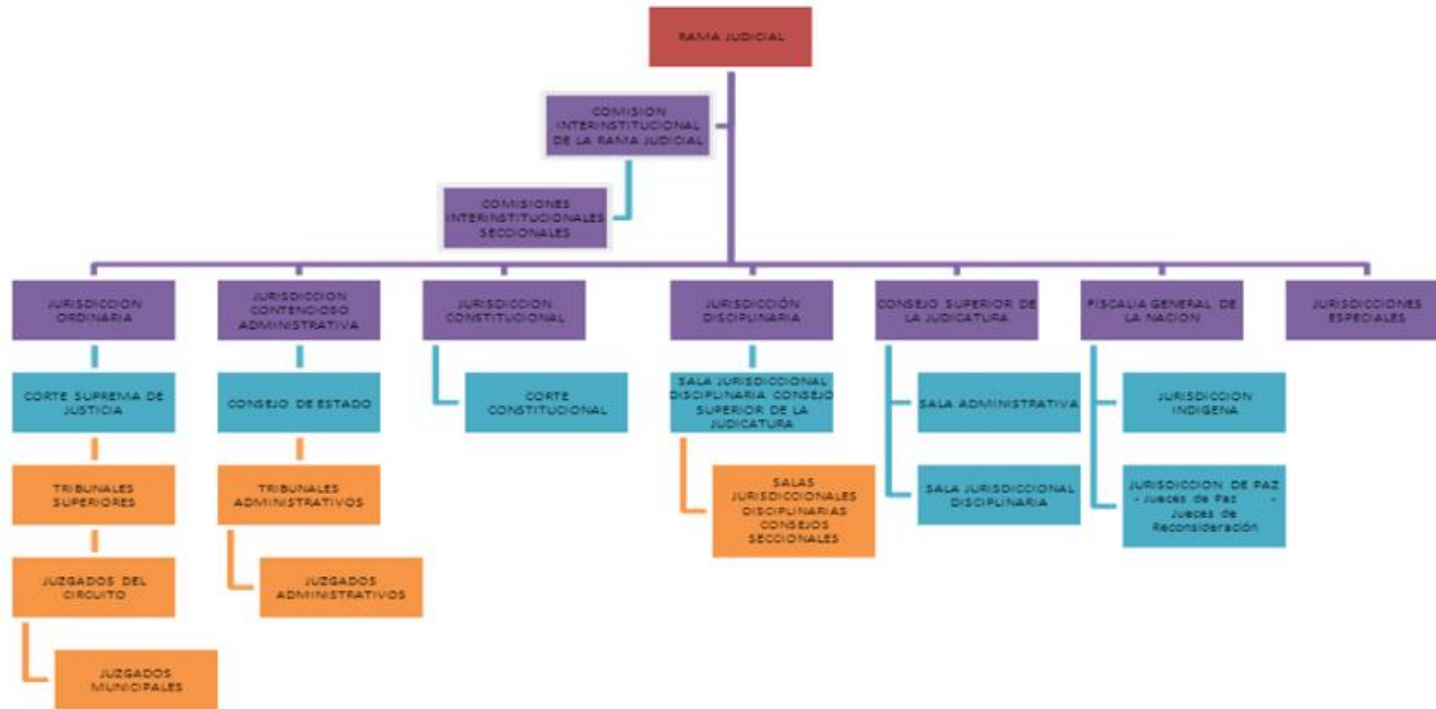 RAMA JUDICIAL
COMISION
INTERINSTITUCIONAL
DE LA RAMA JUDICIAL
COMISIONES
INTERINSTITUCIONALES
SECCIONALES
JURISDICCION
ORDINARIA
JURISDICCION
CONTENCIOSO
ADMINISTRATIVA
JURISDICCION
CONSTITUCIONAL
JURISDICCIÓN
DISCIPLINARIA
CONSEJO SUPERIOR DE
LA JUDICATURA
FISCALIA GENERAL DE
LA NACION
JURISDICCIONES
ESPECIALES
CORTE SUPREMA DE
JUSTICIA
CONSEJO DE ESTADO
CORTE
CONSTITUCIONAL
SALA JURISDICCIONAL
DISCIPLINARIA CONSEJO
SUPERIOR DE LA
JUDICATURA
SALA ADMINISTRATIVA
JURISDICCION
INDIGENA
TRIBUNALES
SUPERIORES
TRIBUNALES
ADMINISTRATIVOS
SALAS
JURISDICCIONALES
DISCIPLINARIAS
CONSEJOS
SECCIONALES
SALA JURISDICCIONAL
DISCIPLINARIA
JURISDICCION DE PAZ
- Jueces de Paz -
Jueces de
Reconsideración
JUZGADOS DEL
CIRCUITO
JUZGADOS
ADMINISTRATIVOS
JUZGADOS
MUNICIPALES